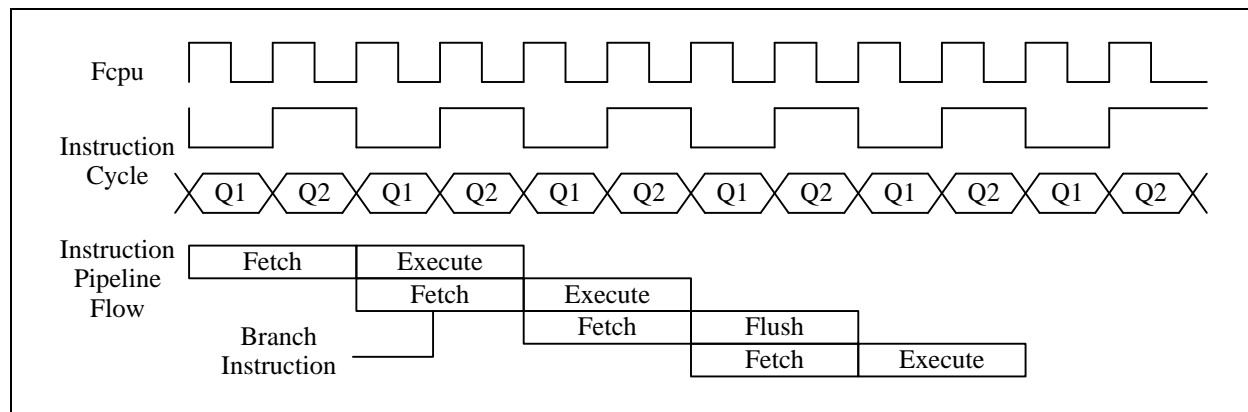 Fcpu
Instruction
Cycle
Q1 Q2 Q1 Q2 Q1 Q2 Q1 Q2 Q1 Q2 Q1 Q2
Instruction
Pipeline
Flow
Fetch Execute
Fetch Execute
Fetch Flush
Fetch Execute
Branch
Instruction